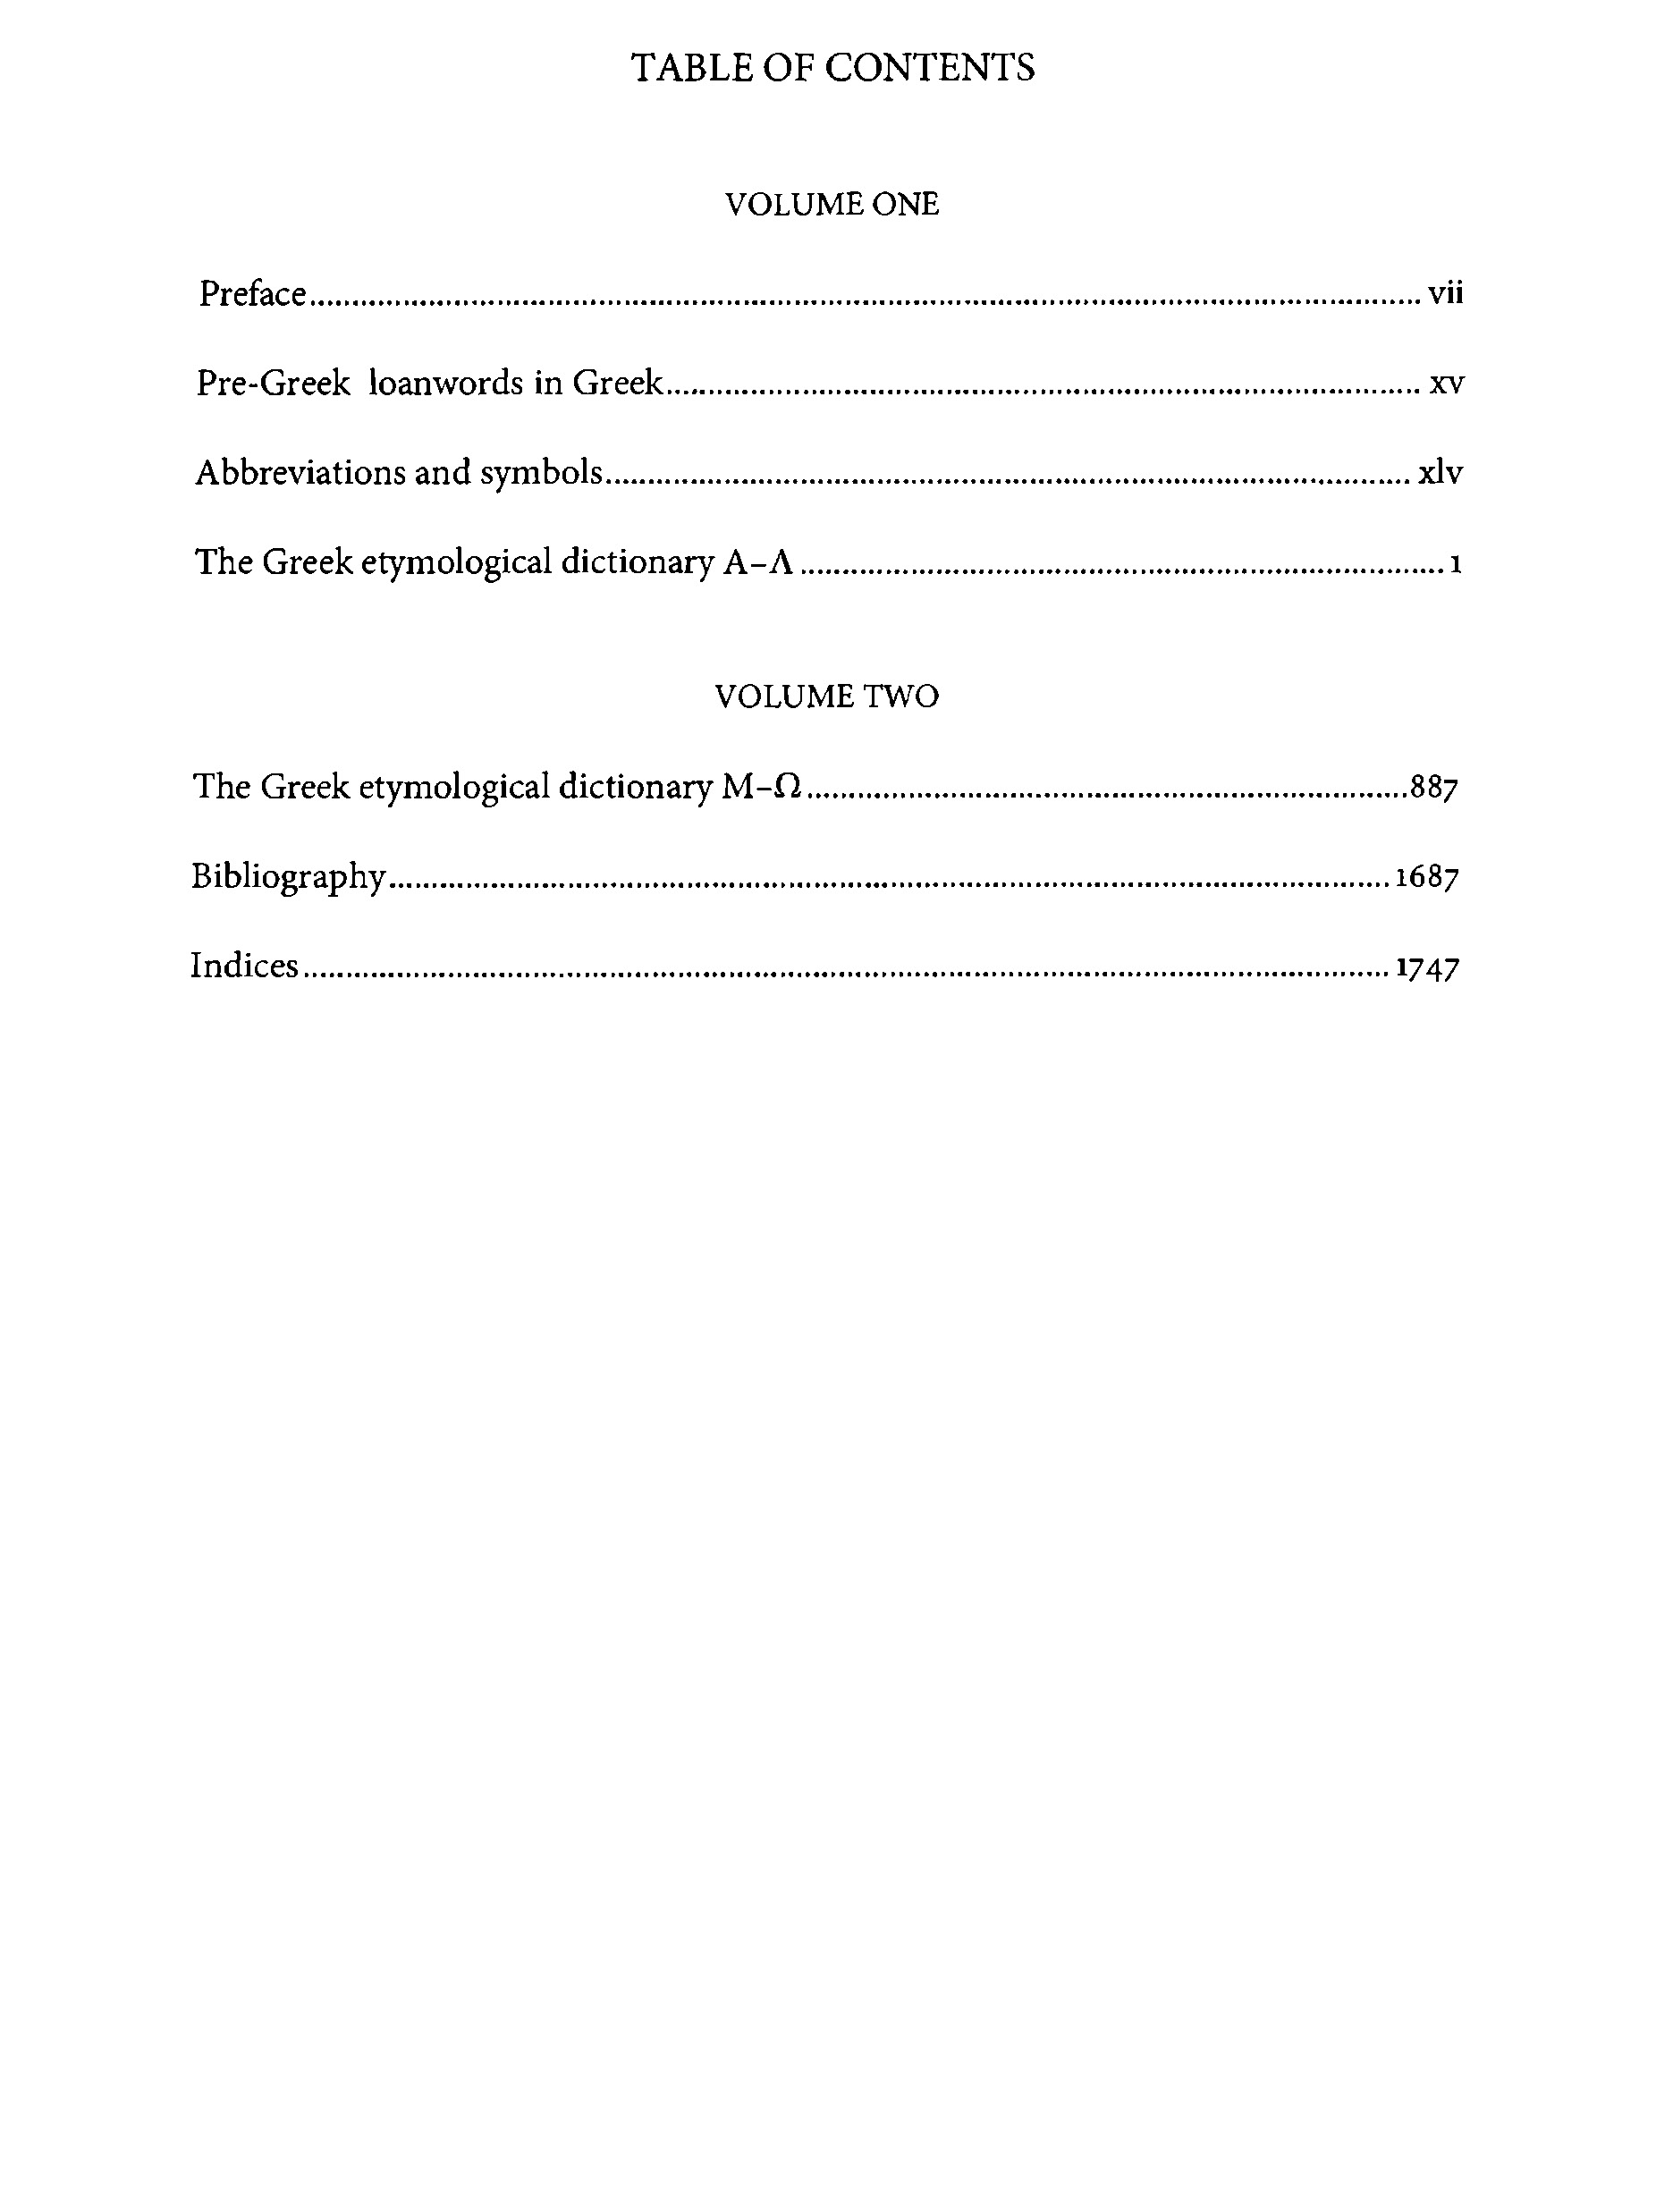 TABLE OF CONTENTS
VOLUME ONE
Preface........................................................................ vii
Pre-Greek loanwords in Greek........................................................................ xv
Abbreviations and symbols........................................................................ xlv
The Greek etymological dictionary Α–Λ ........................................................................ 1
VOLUME TWO
The Greek etymological dictionary Μ–Ω........................................................................887
Bibliography........................................................................ 1687
Indices........................................................................ 1747